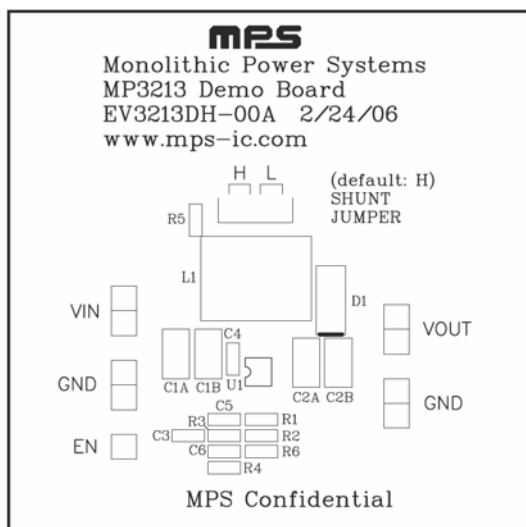 mps
Monolithic Power Systems
MP3213 Demo Board
EV3213DH-00A 2/24/06
www.mps-ic.com
H L
(default: H)
SHUNT
JUMPER
R5
L1
D1
VIN
VOUT
C4
GND
C1A C1B U1
C2A C2B
GND
C5
R3 R1
EN C3 R2
C6 R6
R4
MPS Confidential